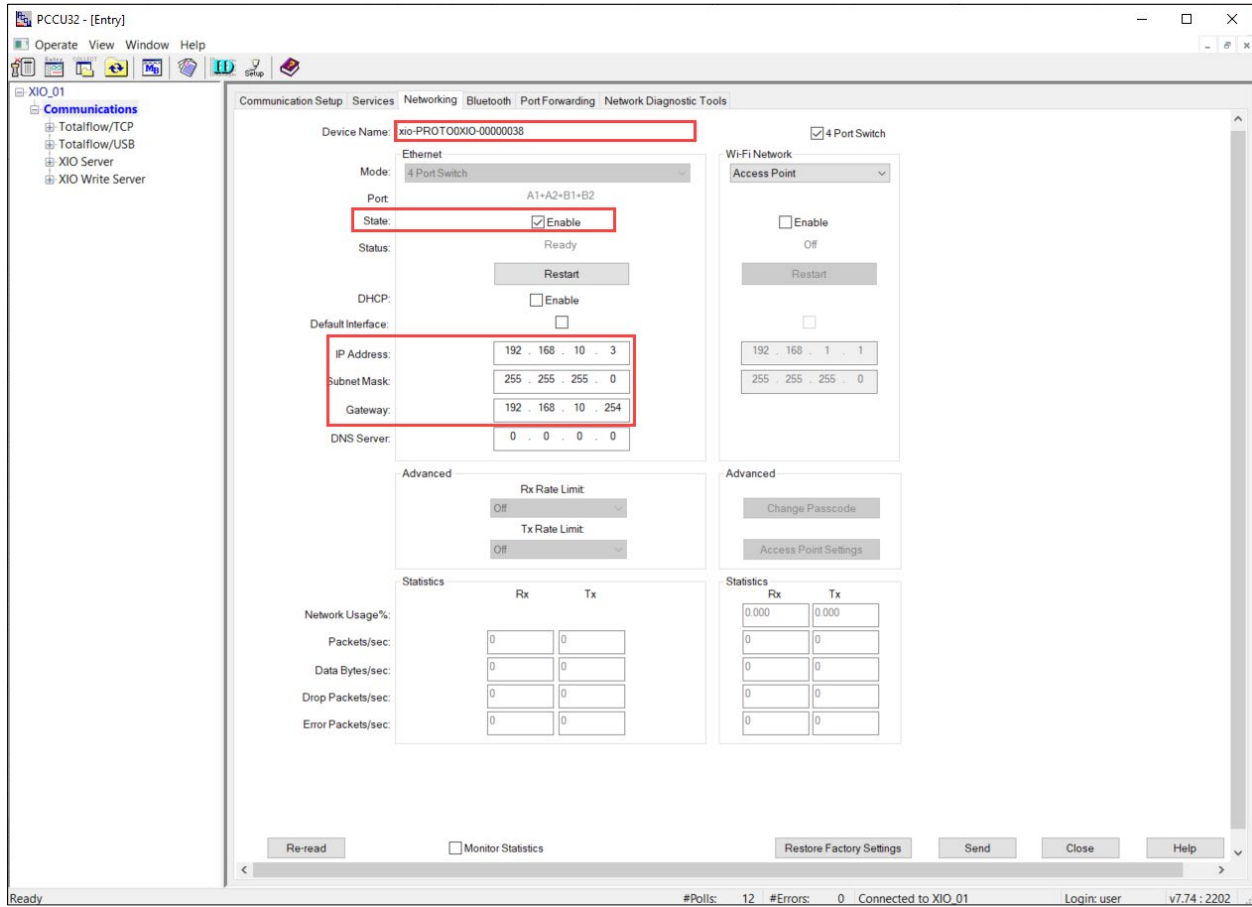 PCCU32 - [Entry]
Operate View Window Help
Entry COLLECT MB ID Setup
XIO_01
Communications
Totalflow/TCP
Totalflow/USB
XIO Server
XIO Write Server
Communication Setup Services Networking Bluetooth Port Forwarding Network Diagnostic Tools
Device Name: xio-PROTO0XIO-00000038 4 Port Switch
Ethernet Wi-Fi Network
Mode: 4 Port Switch Access Point
Port A1+A2+B1+B2
State: Enable Enable
Status: Ready Off
Restart Restart
DHCP: Enable
Default Interface:
IP Address: 192 . 168 . 10 . 3 192 . 168 . 1 . 1
Subnet Mask: 255 . 255 . 255 . 0 255 . 255 . 255 . 0
Gateway: 192 . 168 . 10 . 254
DNS Server: 0 . 0 . 0 . 0
Advanced Advanced
Rx Rate Limit:
Off Change Passcode
Tx Rate Limit:
Off Access Point Settings
Statistics Statistics
Rx Tx Rx Tx
Network Usage%: 0.000 0.000
Packets/sec: 0 0 0 0
Data Bytes/sec: 0 0 0 0
Drop Packets/sec: 0 0 0 0
Error Packets/sec: 0 0 0 0
Re-read Monitor Statistics Restore Factory Settings Send Close Help
Ready #Polls: 12 #Errors: 0 Connected to XIO_01 Login: user v7.74 : 2202